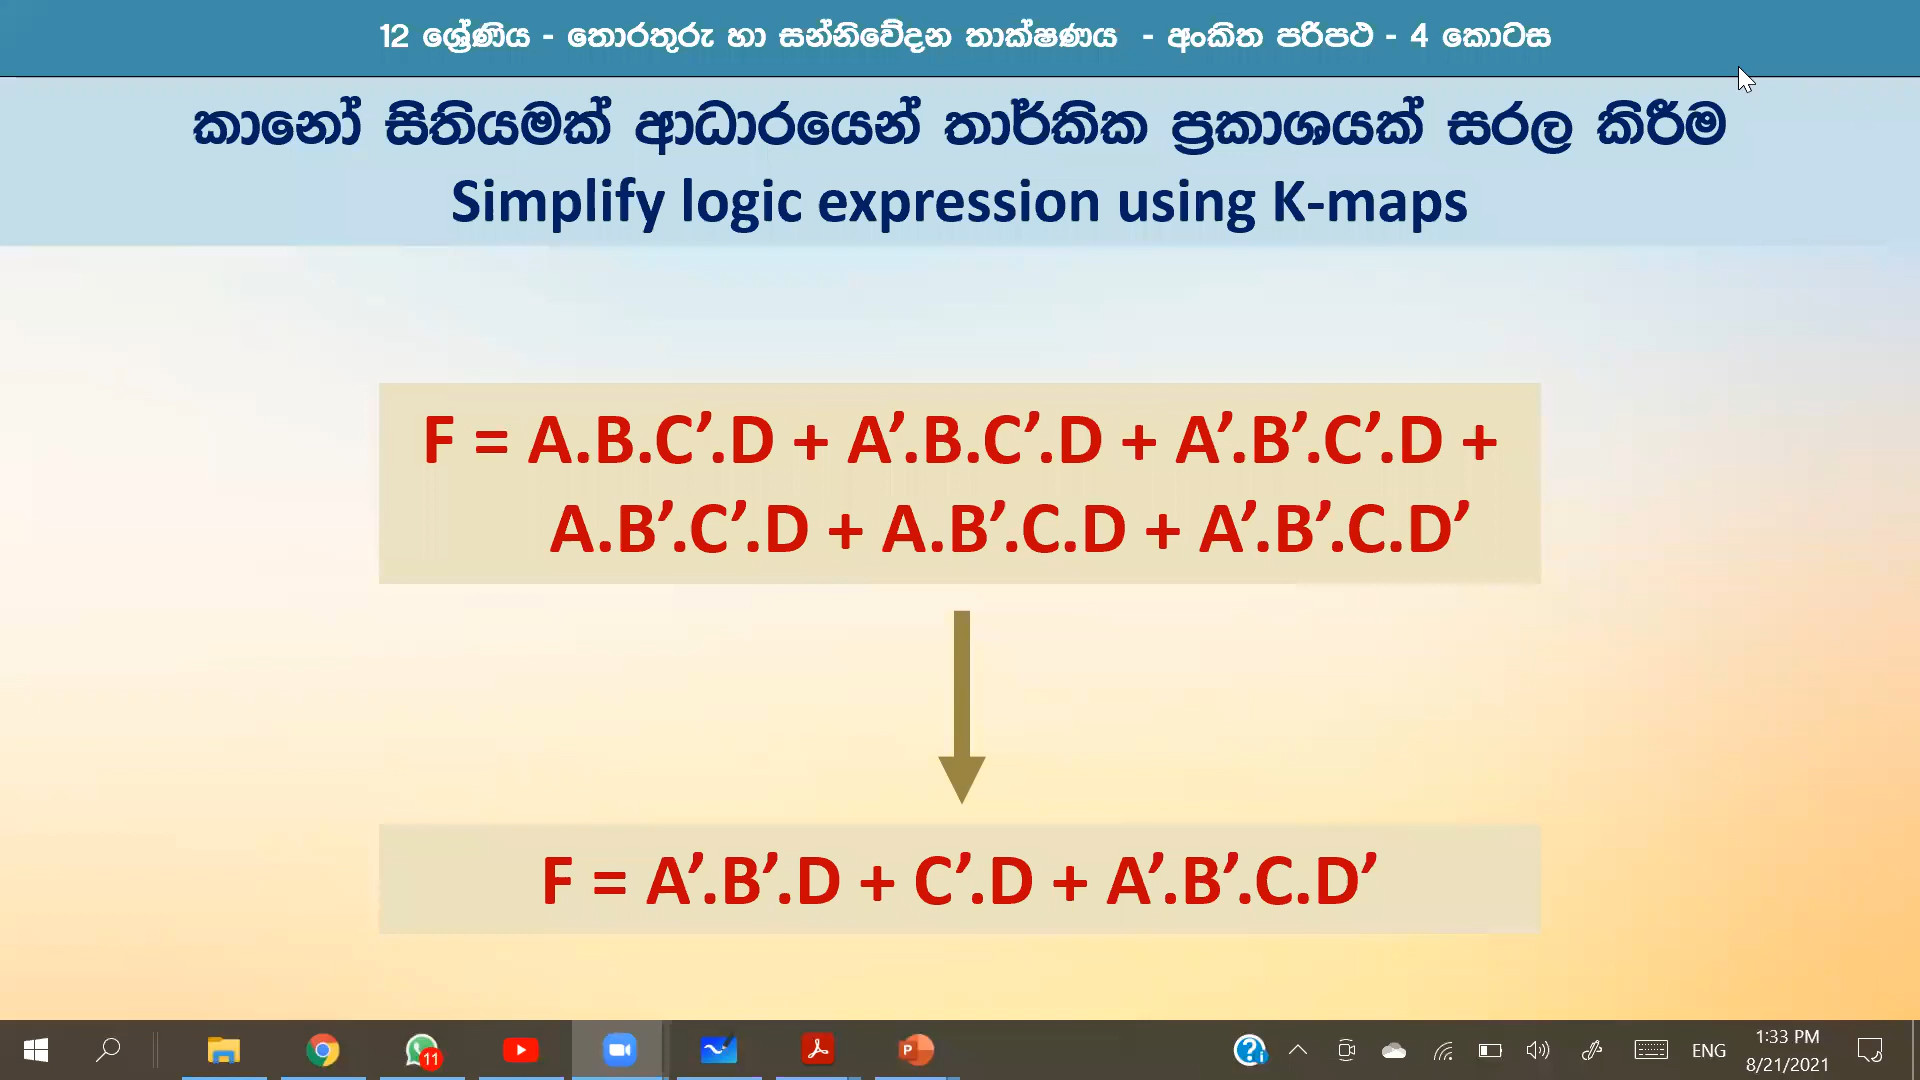 12 ශ්‍රේණිය - තොරතුරු හා සන්නිවේදන තාක්ෂණය - අංකිත පරිපථ - 4 කොටස
කානෝ සිතියමක් ආධාරයෙන් තාර්කික ප්‍රකාශයක් සරල කිරීම
Simplify logic expression using K-maps
F = A.B.C’.D + A’.B.C’.D + A’.B’.C’.D +
A.B’.C’.D + A.B’.C.D + A’.B’.C.D’
F = A’.B’.D + C’.D + A’.B’.C.D’
11
ENG
1:33 PM
8/21/2021